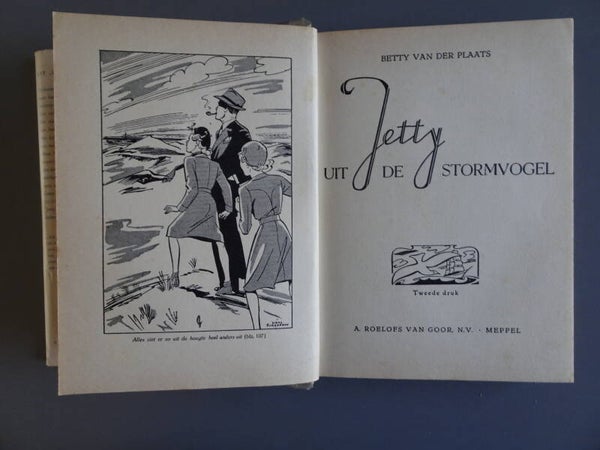 Alles ziet er zo uit de hoogte heel anders uit (blz. 107)
BETTY VAN DER PLAATS
Jetty
UIT DE STORMVOGEL
Tweede druk
A. ROELOFS VAN GOOR, N.V. · MEPPEL